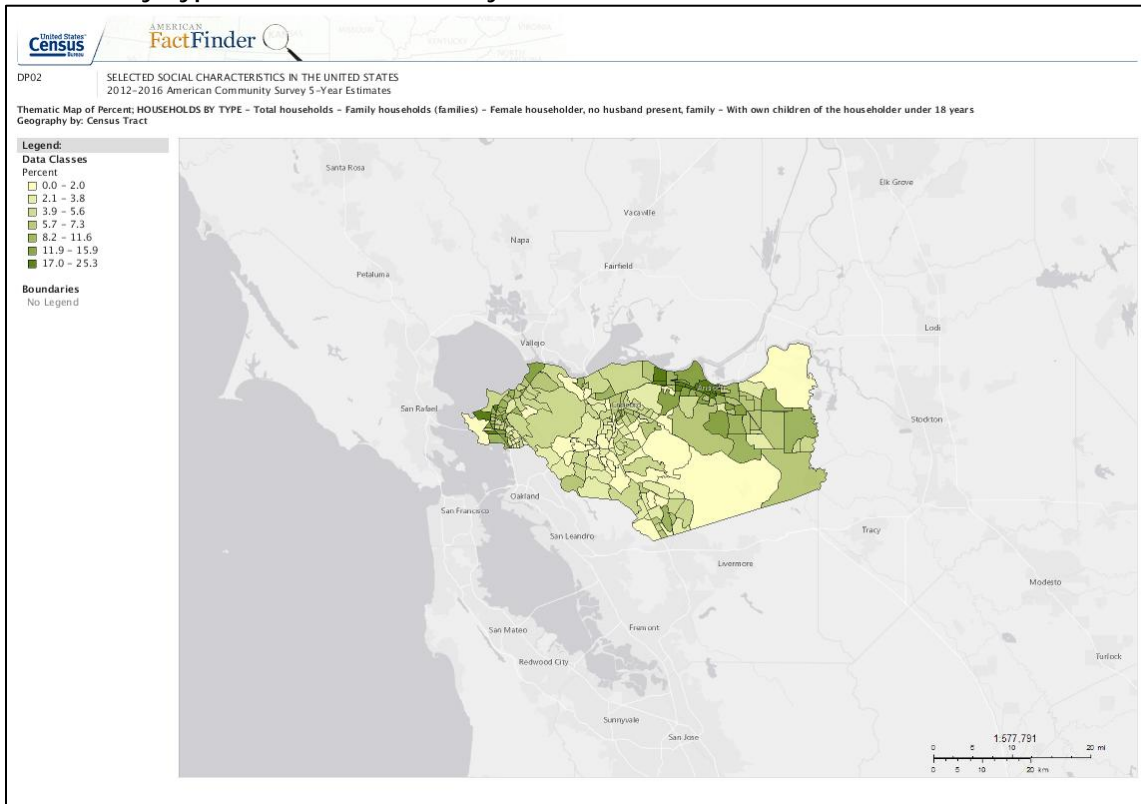 United States
Census
Bureau
AMERICAN
FactFinder
DP02
SELECTED SOCIAL CHARACTERISTICS IN THE UNITED STATES
2012-2016 American Community Survey 5-Year Estimates
Thematic Map of Percent; HOUSEHOLDS BY TYPE - Total households - Family households (families) - Female householder, no husband present, family - With own children of the householder under 18 years
Geography by: Census Tract
Legend:
Data Classes
Percent
0.0 - 2.0
2.1 - 3.8
3.9 - 5.6
5.7 - 7.3
8.2 - 11.6
11.9 - 15.9
17.0 - 25.3
Boundaries
No Legend
Santa Rosa
Elk Grove
Vacaville
Napa
Fairfield
Petaluma
Lodi
Vallejo
San Rafael
Stockton
Oakland
San Francisco
San Leandro
Tracy
Livermore
Modesto
Fremont
San Mateo
Turlock
Redwood City
Sunnyvale
San Jose
1:577,791
0 5 10 20 mi
0 5 10 20 km